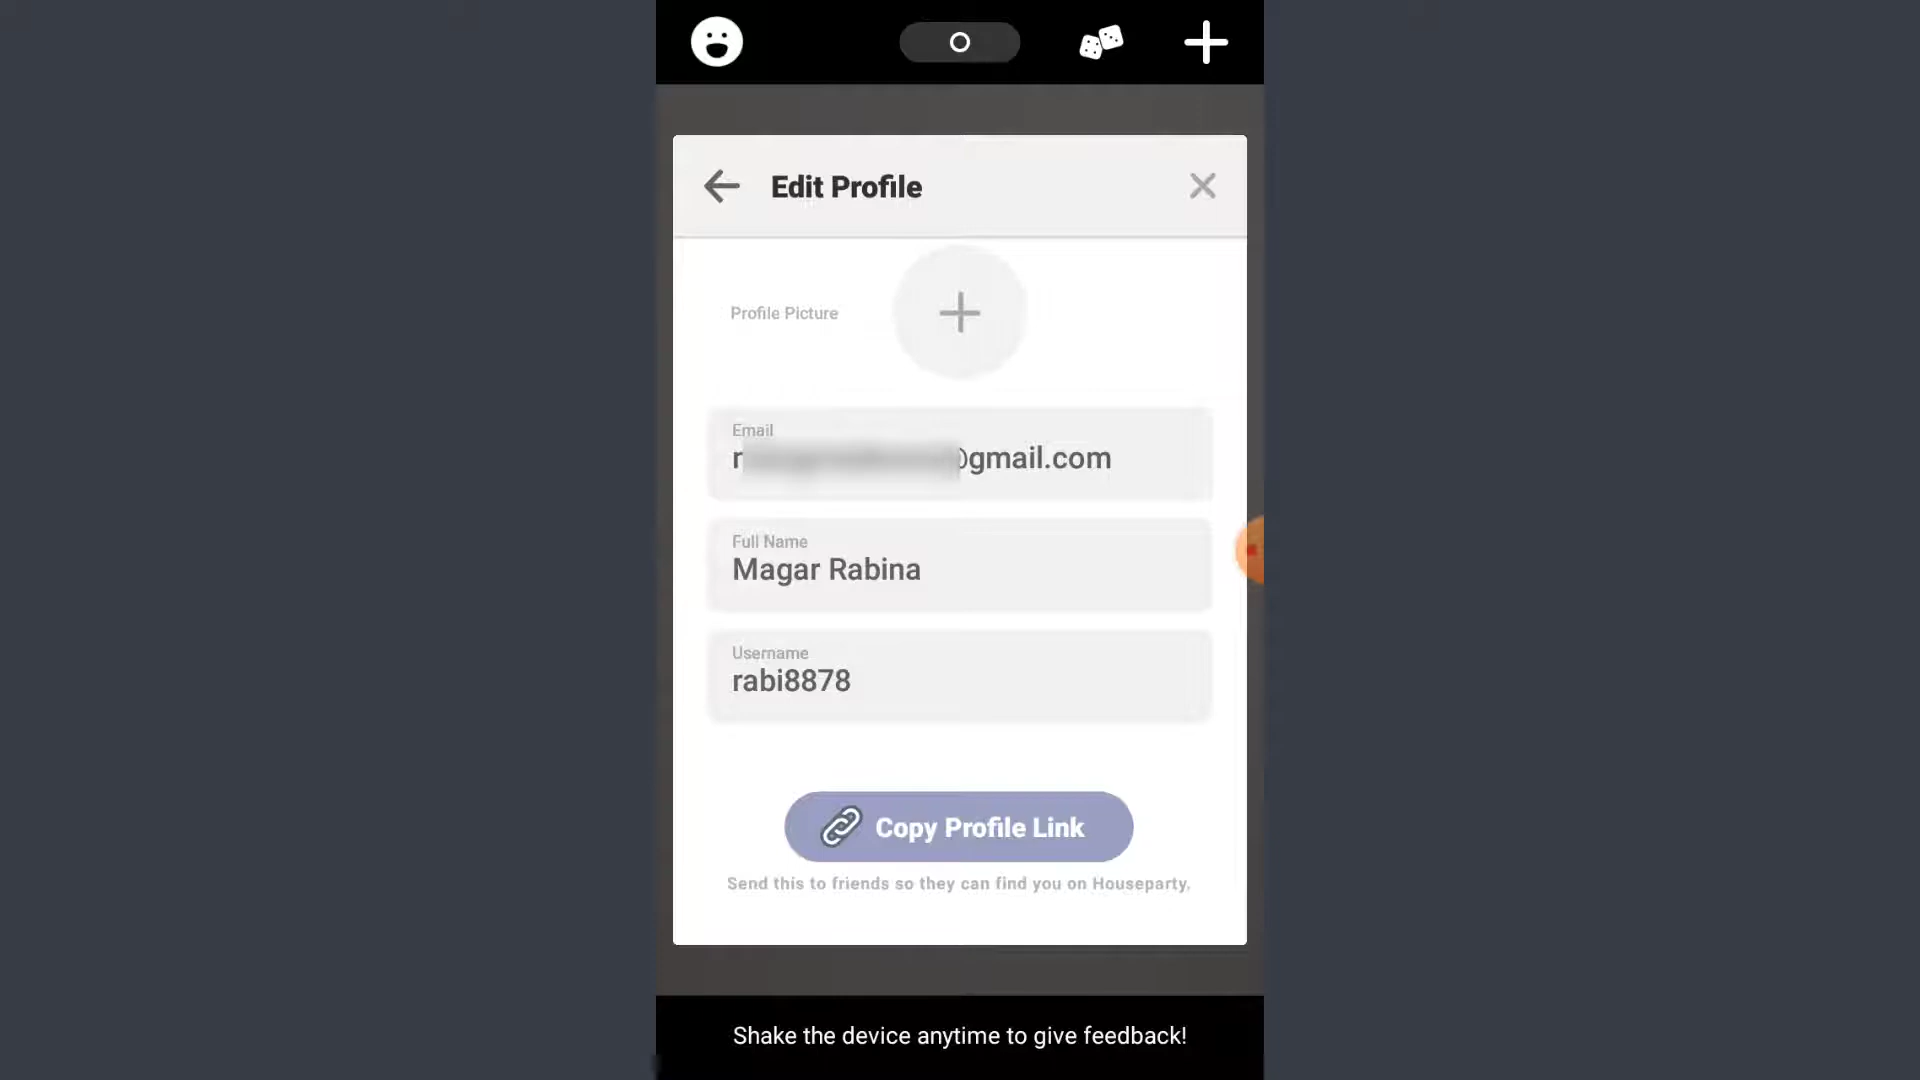 Edit Profile
Profile Picture
Email
@gmail.com
Full Name
Magar Rabina
Username
rabi8878
Copy Profile Link
Send this to friends so they can find you on Houseparty.
Shake the device anytime to give feedback!